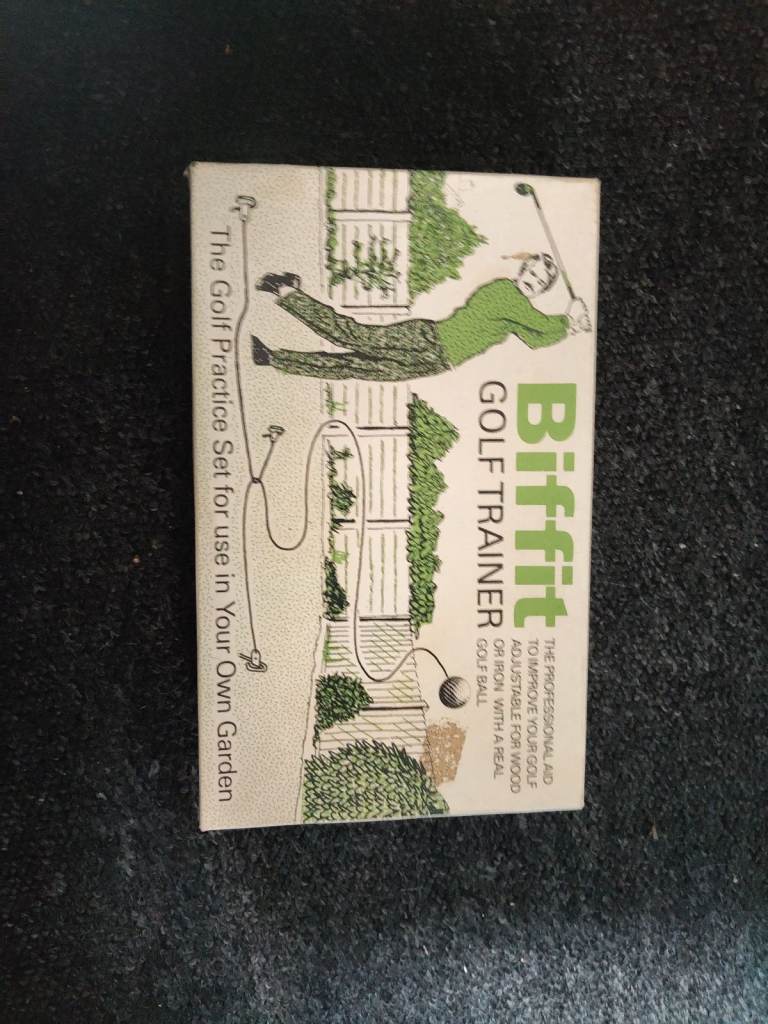 Biffit
GOLF TRAINER
THE PROFESSIONAL AID
TO IMPROVE YOUR GOLF
ADJUSTABLE FOR WOOD
OR IRON WITH A REAL
GOLF BALL
The Golf Practice Set for use in Your Own Garden